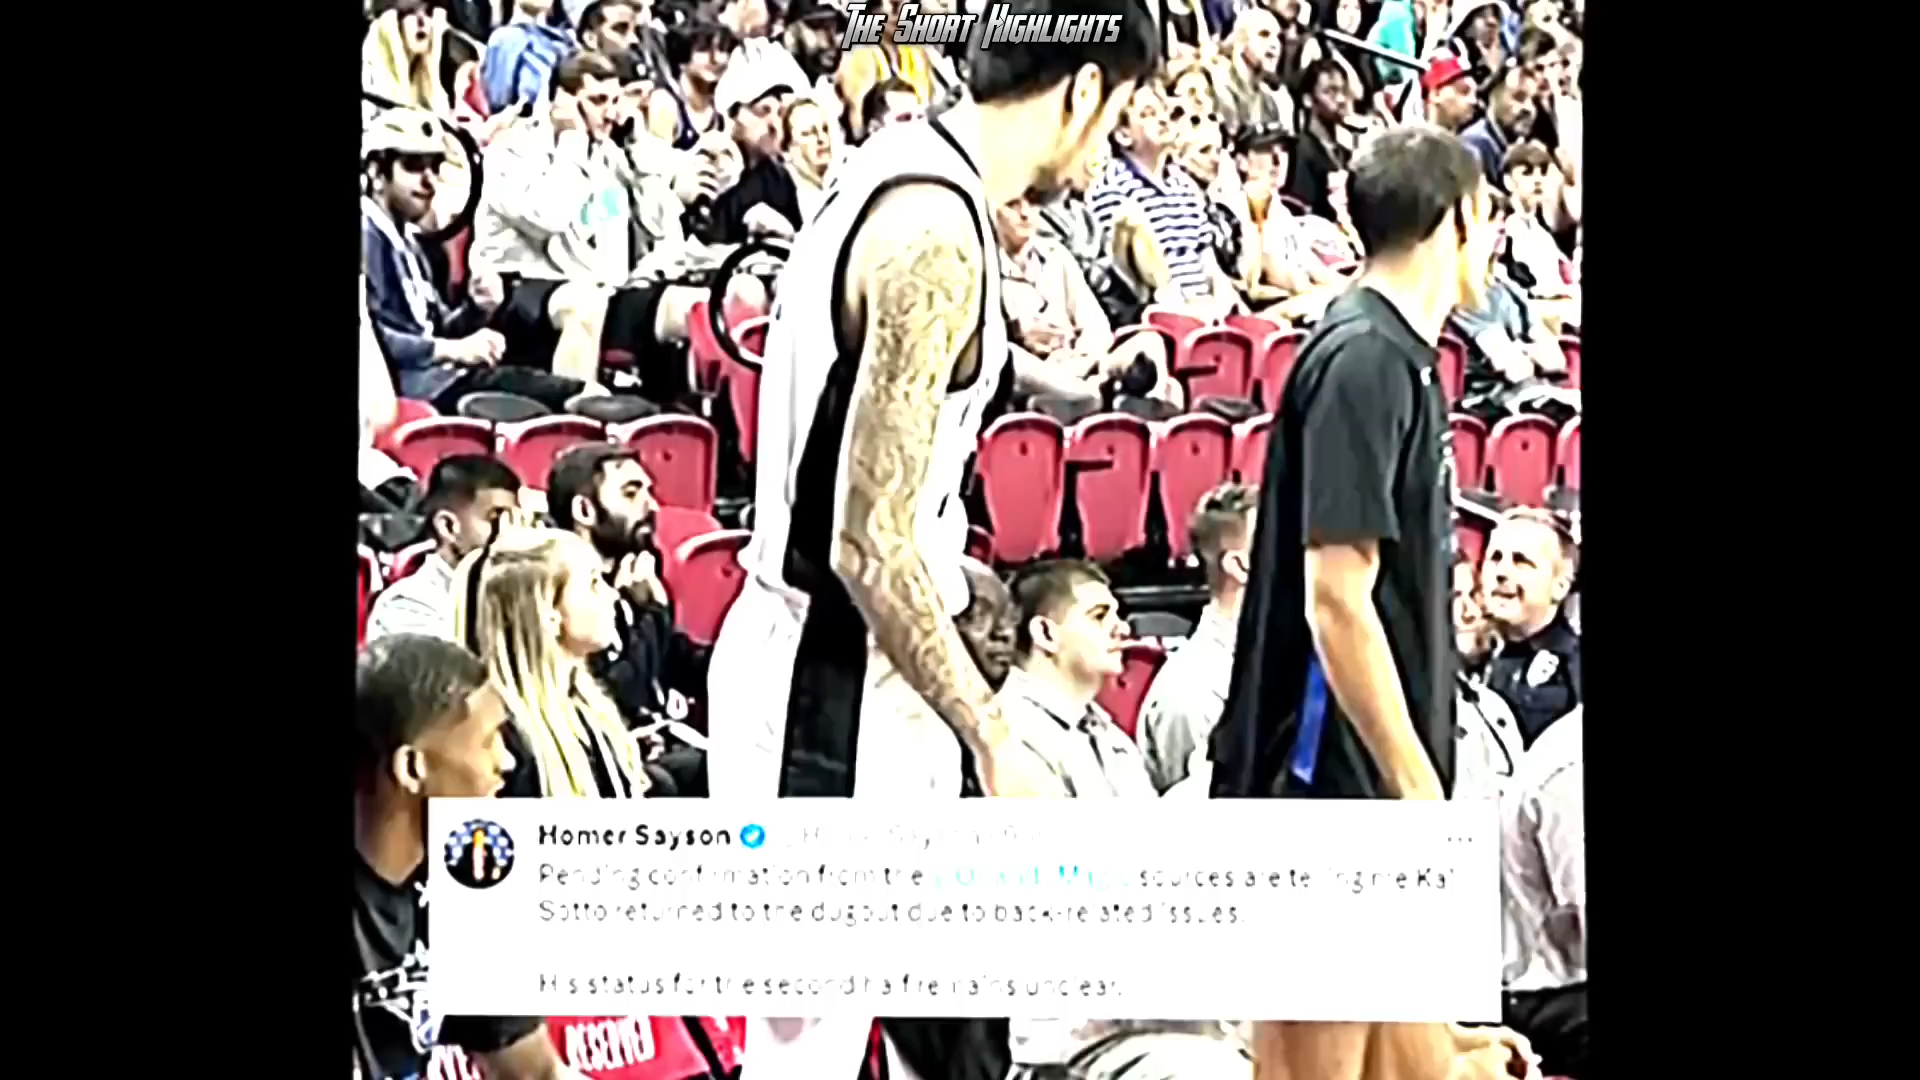 The Short Highlights
Homer Sayson
Pending confirmation from the sources are telling me Kai
Sotto returned to the dugout due to back-related issues.
His status for the second half remains unclear.
RESERVED